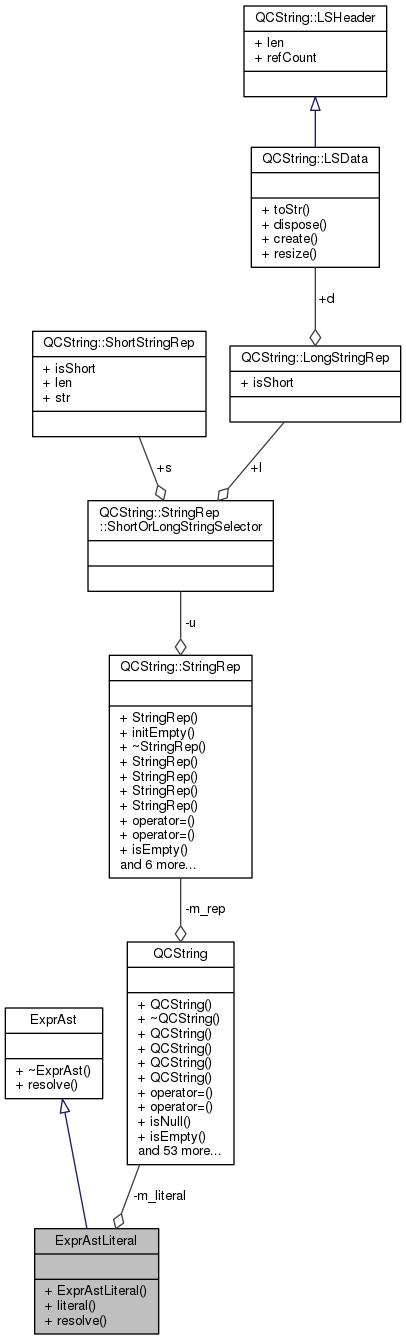 QCString::LSHeader
+ len
+ refCount
QCString::LSData
+ toStr()
+ dispose()
+ create()
+ resize()
+d
QCString::ShortStringRep
+ isShort
+ len
+ str
QCString::LongStringRep
+ isShort
+s
+l
QCString::StringRep
::ShortOrLongStringSelector
-u
QCString::StringRep
+ StringRep()
+ initEmpty()
+ ~StringRep()
+ StringRep()
+ StringRep()
+ StringRep()
+ StringRep()
+ operator=()
+ operator=()
+ isEmpty()
and 6 more...
-m_rep
QCString
+ QCString()
+ ~QCString()
+ QCString()
+ QCString()
+ QCString()
+ QCString()
+ operator=()
+ operator=()
+ isNull()
+ isEmpty()
and 53 more...
ExprAst
+ ~ExprAst()
+ resolve()
-m_literal
ExprAstLiteral
+ ExprAstLiteral()
+ literal()
+ resolve()